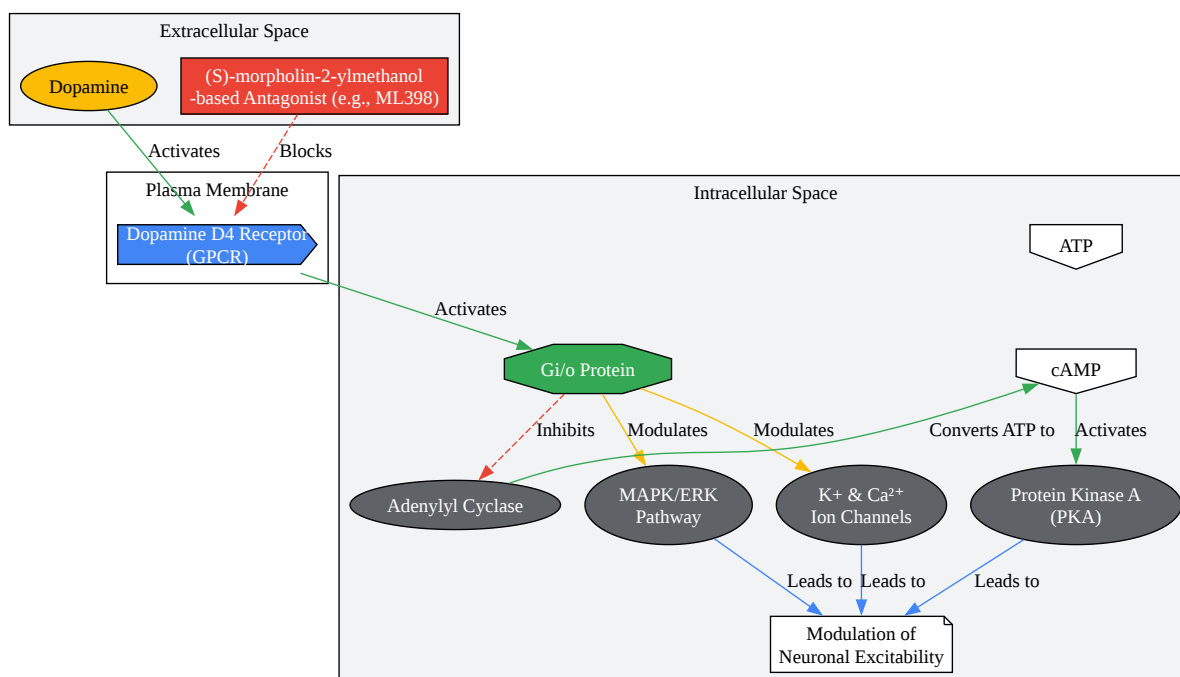 Extracellular Space
Dopamine
(S)-morpholin-2-ylmethanol
-based Antagonist (e.g., ML398)
Activates
Blocks
Plasma Membrane
Dopamine D4 Receptor
(GPCR)
Intracellular Space
ATP
Activates
Gi/o Protein
cAMP
Inhibits
Modulates
Modulates
Converts ATP to
Activates
Adenylyl Cyclase
MAPK/ERK
Pathway
K+ & Ca²⁺
Ion Channels
Protein Kinase A
(PKA)
Leads to
Leads to
Leads to
Modulation of
Neuronal Excitability